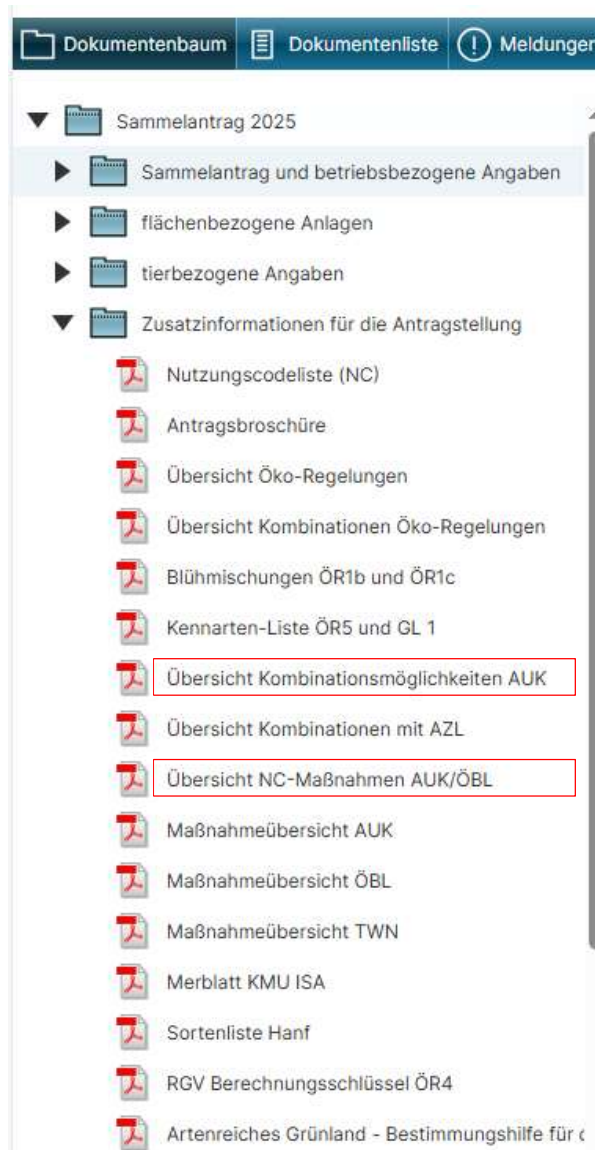 Dokumentenbaum Dokumentenliste Meldungen
Sammelantrag 2025
Sammelantrag und betriebsbezogene Angaben
flächenbezogene Anlagen
tierbezogene Angaben
Zusatzinformationen für die Antragstellung
Nutzungscodeliste (NC)
Antragsbroschüre
Übersicht Öko-Regelungen
Übersicht Kombinationen Öko-Regelungen
Blühmischungen ÖR1b und ÖR1c
Kennarten-Liste ÖR5 und GL 1
Übersicht Kombinationsmöglichkeiten AUK
Übersicht Kombinationen mit AZL
Übersicht NC-Maßnahmen AUK/ÖBL
Maßnahmeübersicht AUK
Maßnahmeübersicht ÖBL
Maßnahmeübersicht TWN
Merblatt KMU ISA
Sortenliste Hanf
RGV Berechnungsschlüssel ÖR4
Artenreiches Grünland - Bestimmungshilfe für